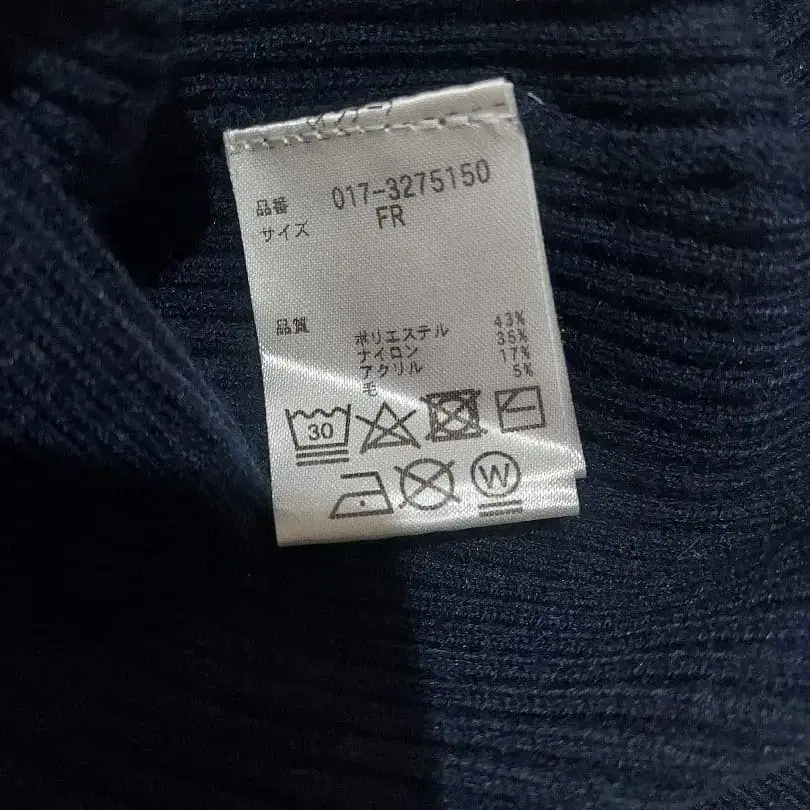 品番 017-3275150
サイズ FR
品質
ポリエステル 43%
ナイロン 35%
アクリル 17%
毛 5%
30
W